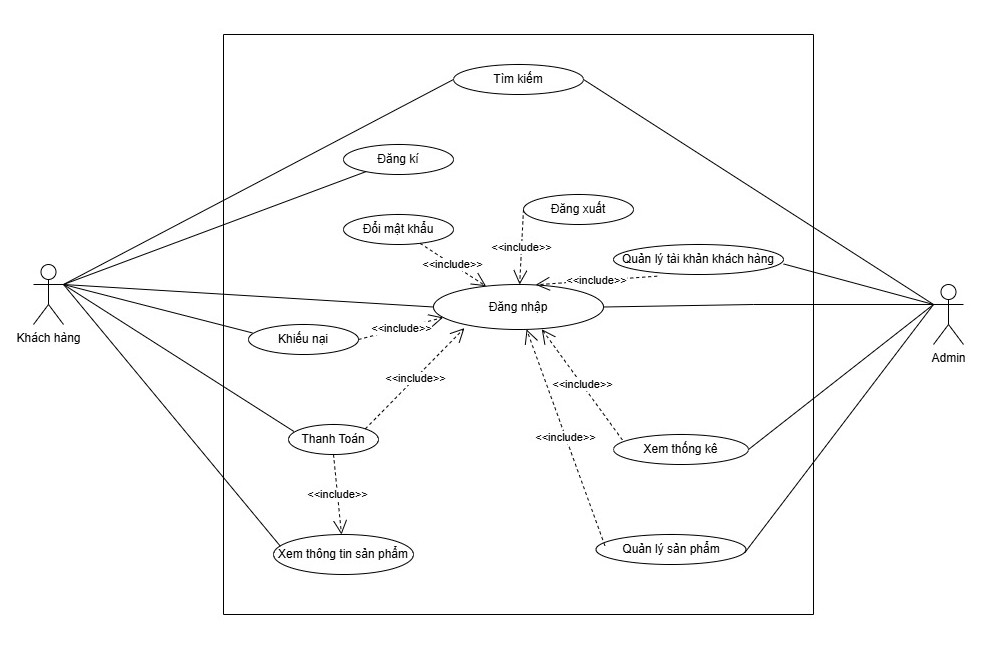 Tìm kiếm
Đăng kí
Đăng xuất
Đổi mật khẩu
<<include>>
<<include>>
Quản lý tài khản khách hàng
<<include>>
Đăng nhập
Khách hàng
Khiếu nại
<<include>>
Admin
<<include>>
<<include>>
Thanh Toán
<<include>>
Xem thống kê
<<include>>
Xem thông tin sản phẩm
Quản lý sản phẩm